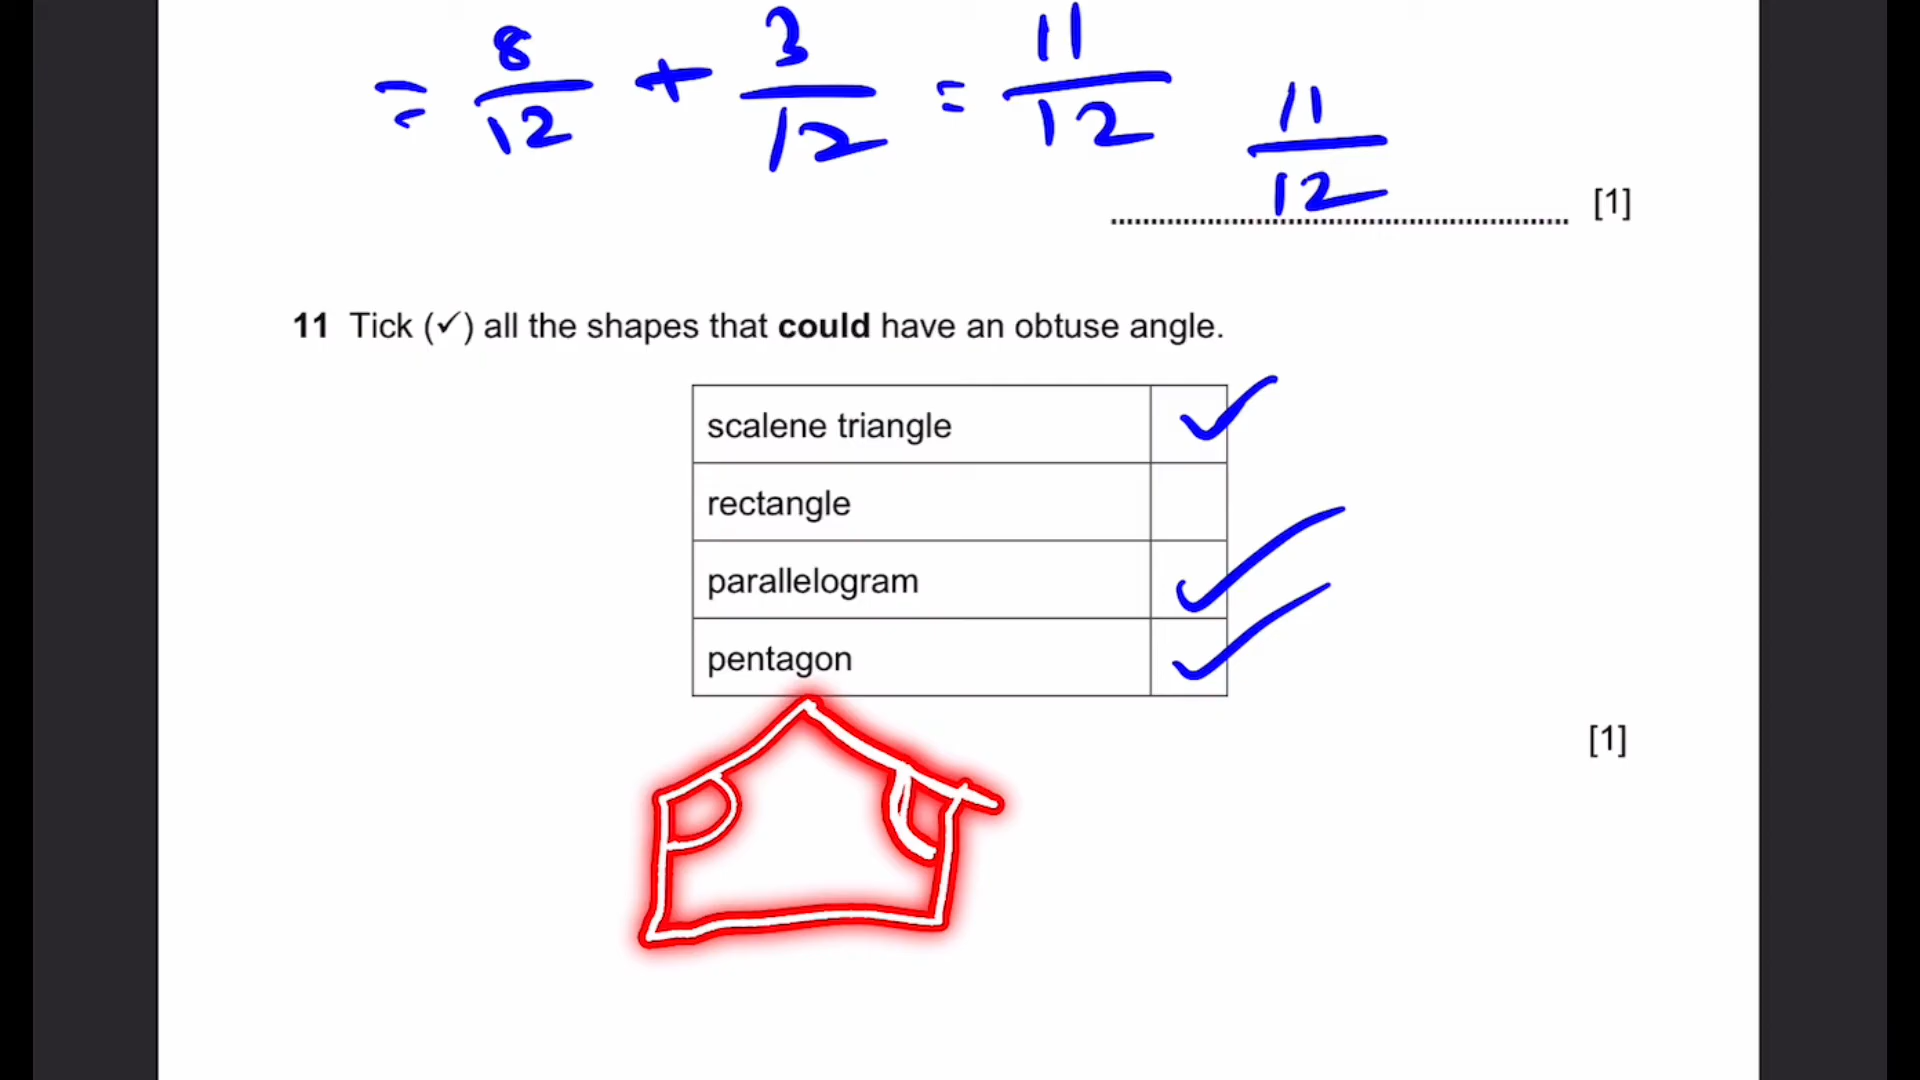 = 8/12 + 3/12 = 11/12
11/12
[1]
11 Tick (✓) all the shapes that could have an obtuse angle.
scalene triangle ✓
rectangle
parallelogram ✓
pentagon ✓
[1]